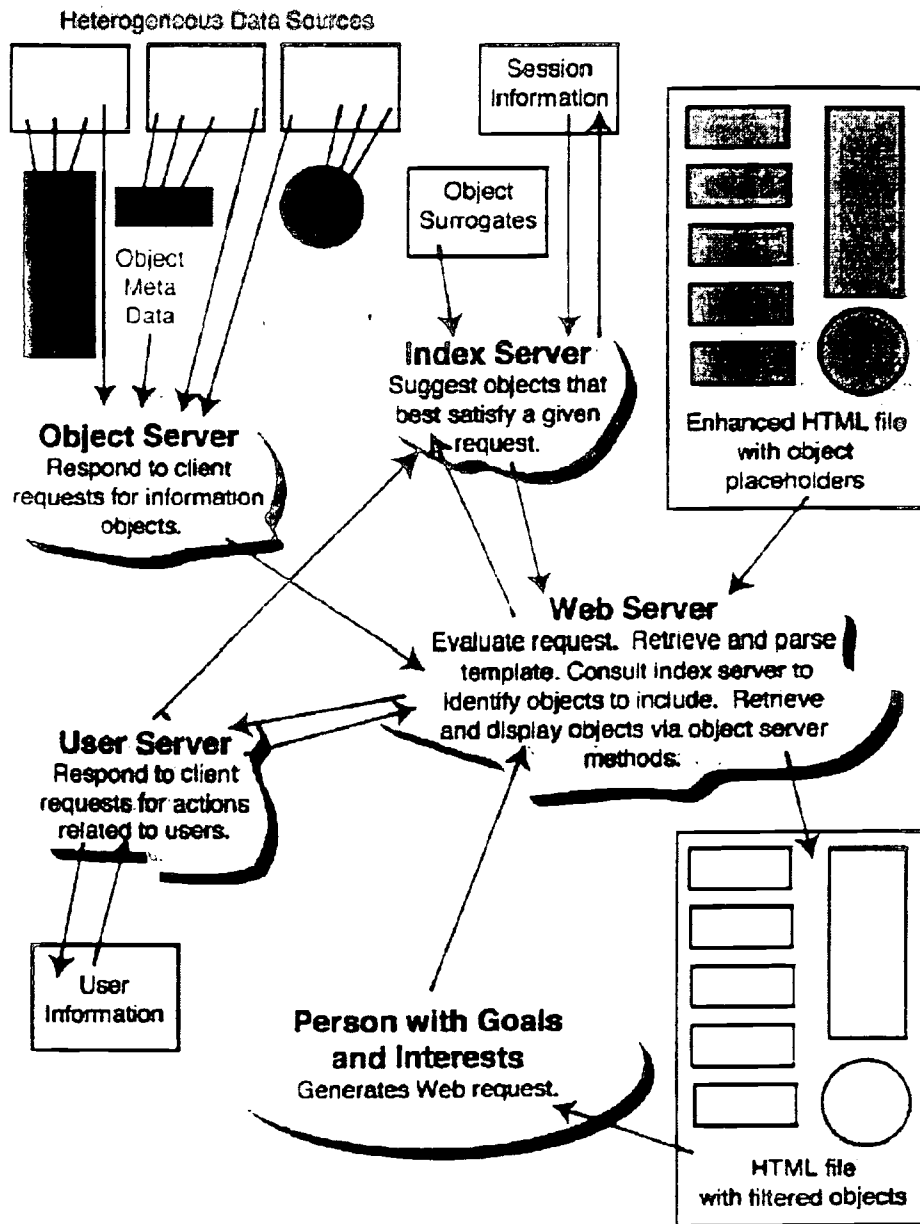 Heterogeneous Data Sources
Session
Information
Object
Surrogates
Object
Meta
Data
Index Server
Suggest objects that
best satisfy a given
request.
Enhanced HTML file
with object
placeholders
Object Server
Respond to client
requests for information
objects.
Web Server
Evaluate request. Retrieve and parse
template. Consult index server to
identify objects to include. Retrieve
and display objects via object server
methods.
User Server
Respond to client
requests for actions
related to users.
User
Information
Person with Goals
and Interests
Generates Web request.
HTML file
with filtered objects